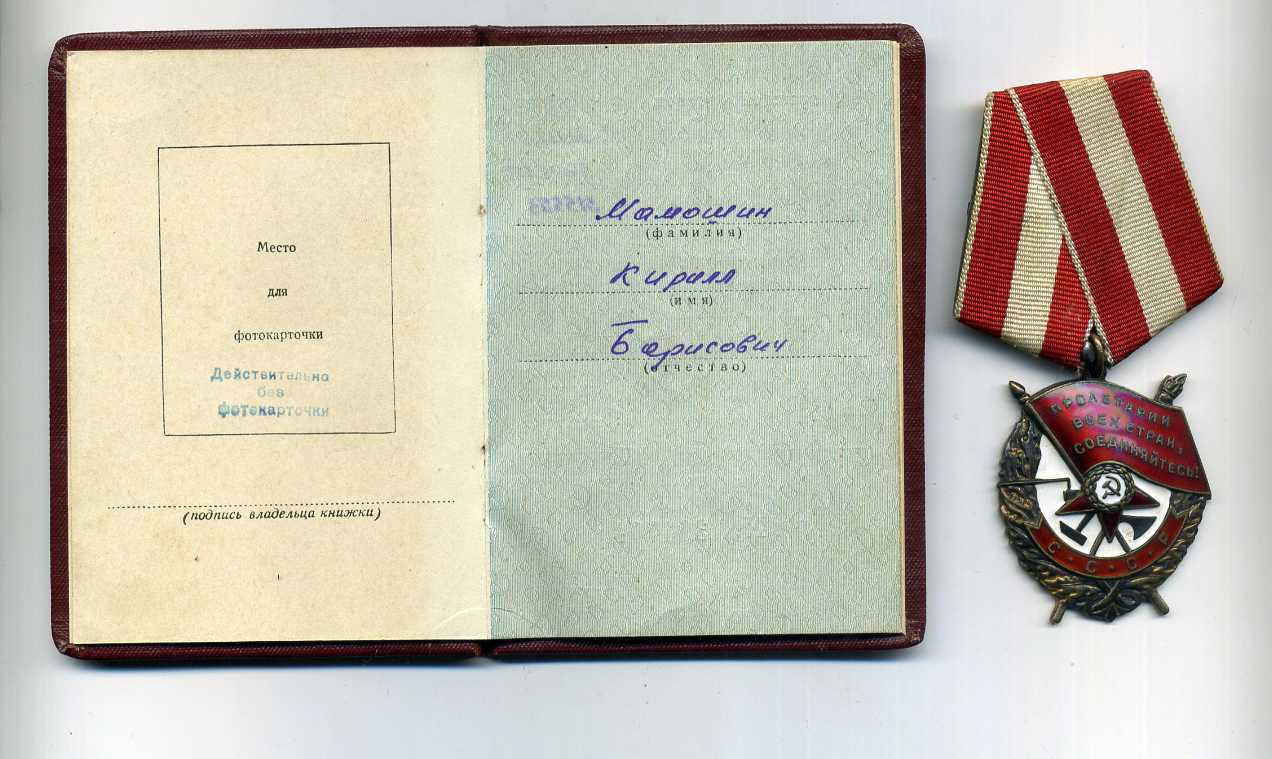 Место
для
фотокарточки
Действительно
без
фотокарточки
(подпись владельца книжки)
Мамошин
(фамилия)
Кирилл
(имя)
Борисович
(отчество)
ПРОЛЕТАРИИ
ВСЕХ СТРАН,
СОЕДИНЯЙТЕСЬ!
С·С·С·Р